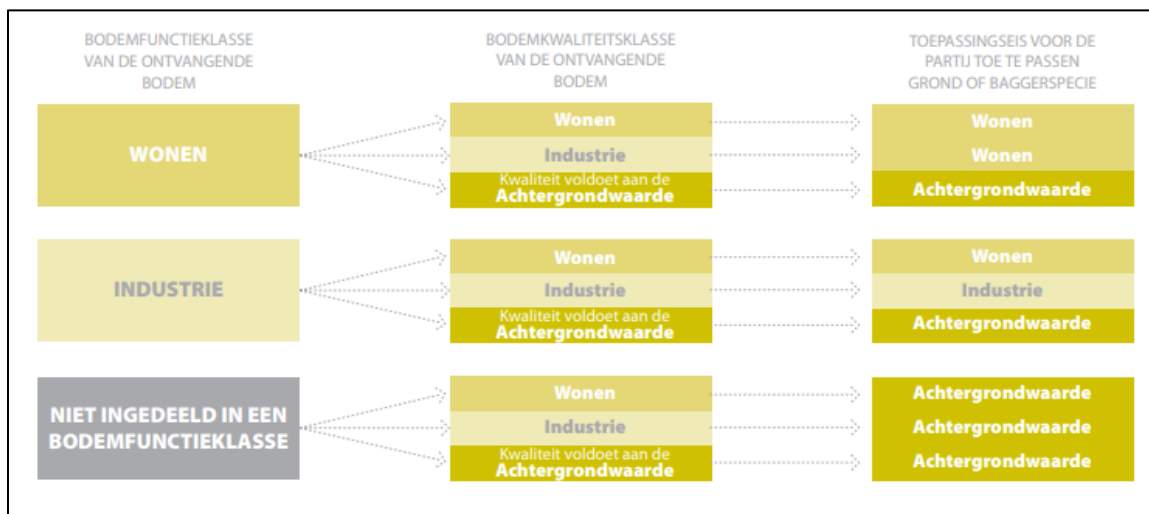 BODEMFUNCTIEKLASSE
VAN DE ONTVANGENDE
BODEM
BODEMKWALITEITSKLASSE
VAN DE ONTVANGENDE
BODEM
TOEPASSINGSEIS VOOR DE
PARTIJ TOE TE PASSEN
GROND OF BAGGERSPECIE
WONEN
Wonen
Industrie
Kwaliteit voldoet aan de
Achtergrondwaarde
Wonen
Wonen
Achtergrondwaarde
INDUSTRIE
Wonen
Industrie
Kwaliteit voldoet aan de
Achtergrondwaarde
Wonen
Industrie
Achtergrondwaarde
NIET INGEDEELD IN EEN
BODEMFUNCTIEKLASSE
Wonen
Industrie
Kwaliteit voldoet aan de
Achtergrondwaarde
Achtergrondwaarde
Achtergrondwaarde
Achtergrondwaarde